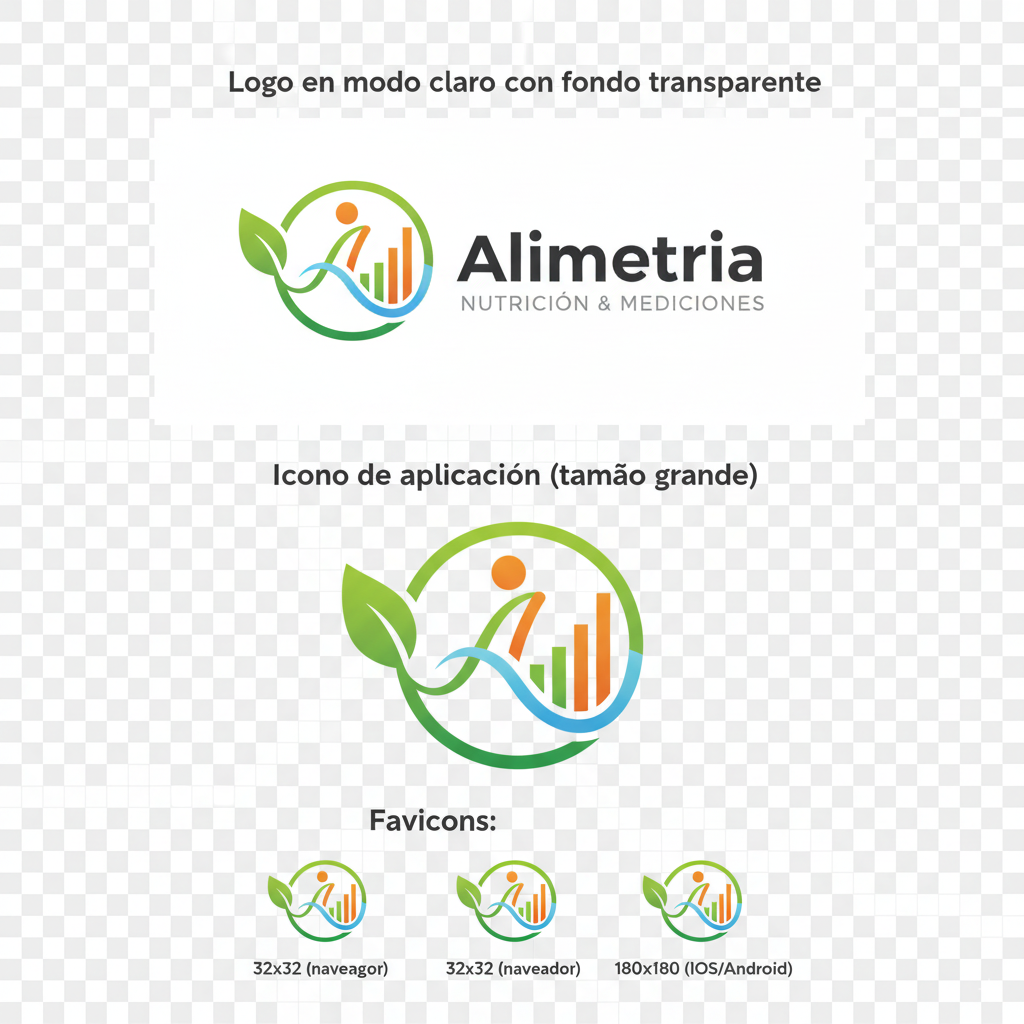 Logo en modo claro con fondo transparente
Alimetria
NUTRICIÓN & MEDICIONES
Icono de aplicación (tamão grande)
Favicons:
32x32 (naveagor)
32x32 (naveador)
180x180 (IOS/Android)